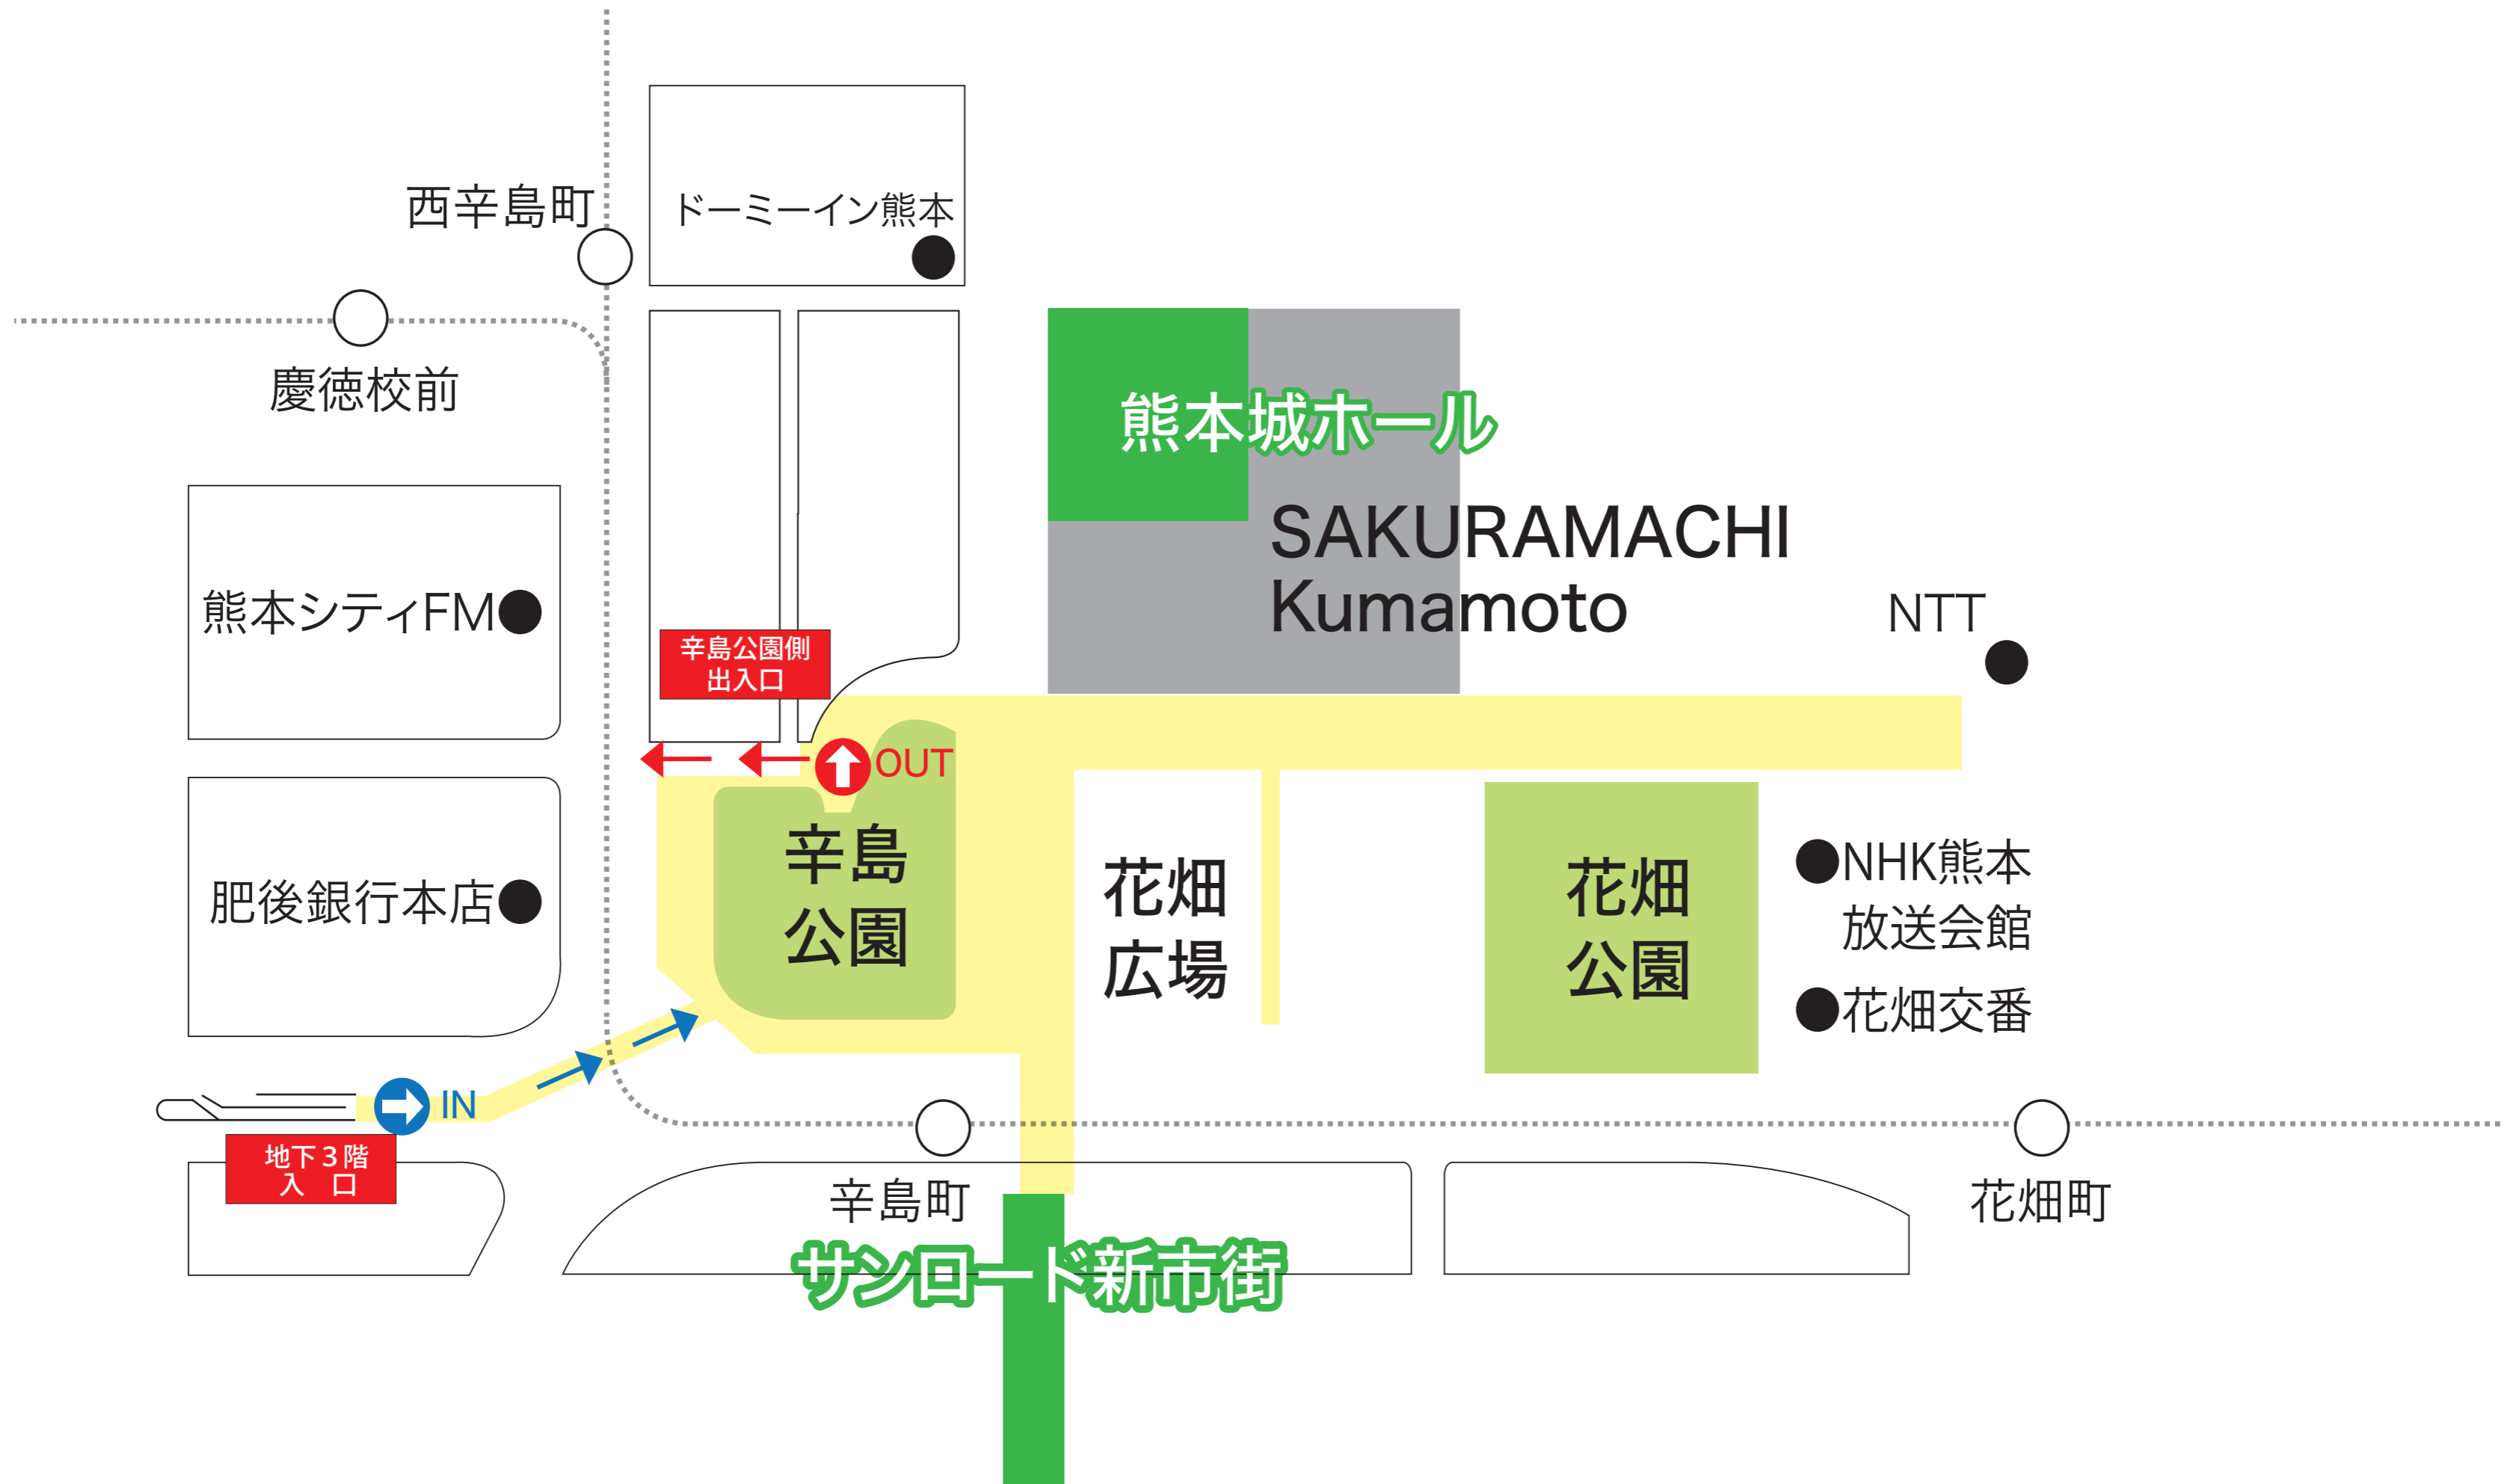 西辛島町
ドーミーイン熊本
慶徳校前
熊本城ホール
SAKURAMACHI
Kumamoto
熊本シティFM
NTT
辛島公園側
出入口
OUT
辛島
公園
花畑
広場
花畑
公園
NHK熊本
放送会館
花畑交番
肥後銀行本店
IN
地下3階
入 口
辛島町
花畑町
サンロード新市街